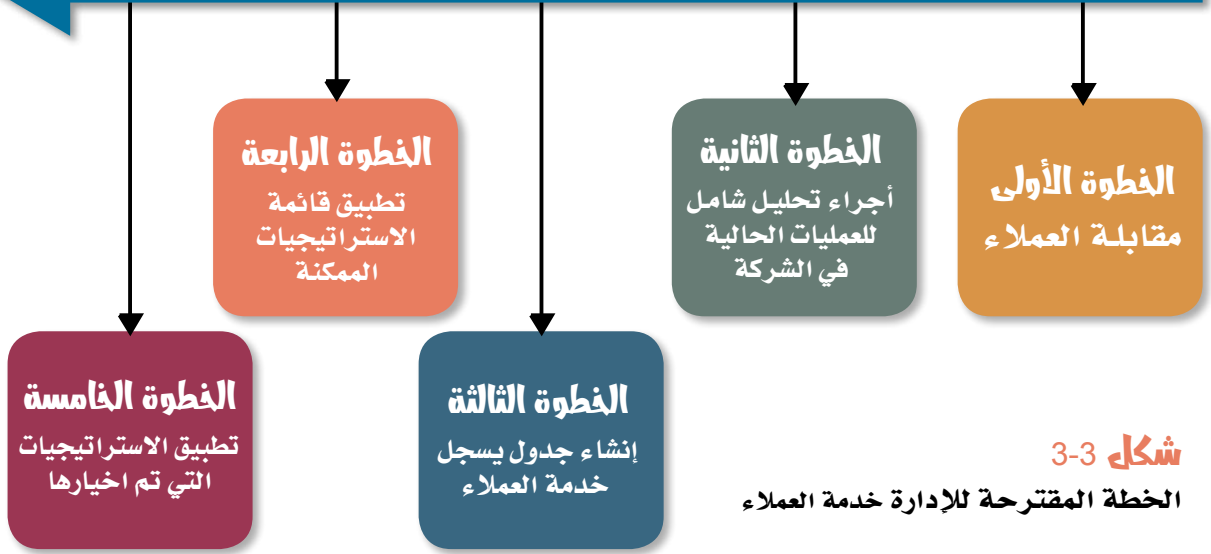 الخطوة الأولى
مقابلة العملاء
الخطوة الثانية
أجراء تحليل شامل
للعمليات الحالية
في الشركة
الخطوة الثالثة
إنشاء جدول يسجل
خدمة العملاء
الخطوة الرابعة
تطبيق قائمة
الاستراتيجيات
الممكنة
الخطوة الخامسة
تطبيق الاستراتيجيات
التي تم اخيارها
شكل 3-3
الخطة المقترحة للإدارة خدمة العملاء